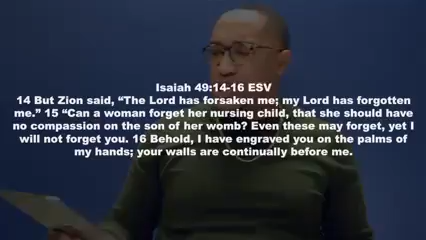 Isaiah 49:14-16 ESV
14 But Zion said, “The Lord has forsaken me; my Lord has forgotten
me.” 15 “Can a woman forget her nursing child, that she should have
no compassion on the son of her womb? Even these may forget, yet I
will not forget you. 16 Behold, I have engraved you on the palms of
my hands; your walls are continually before me.